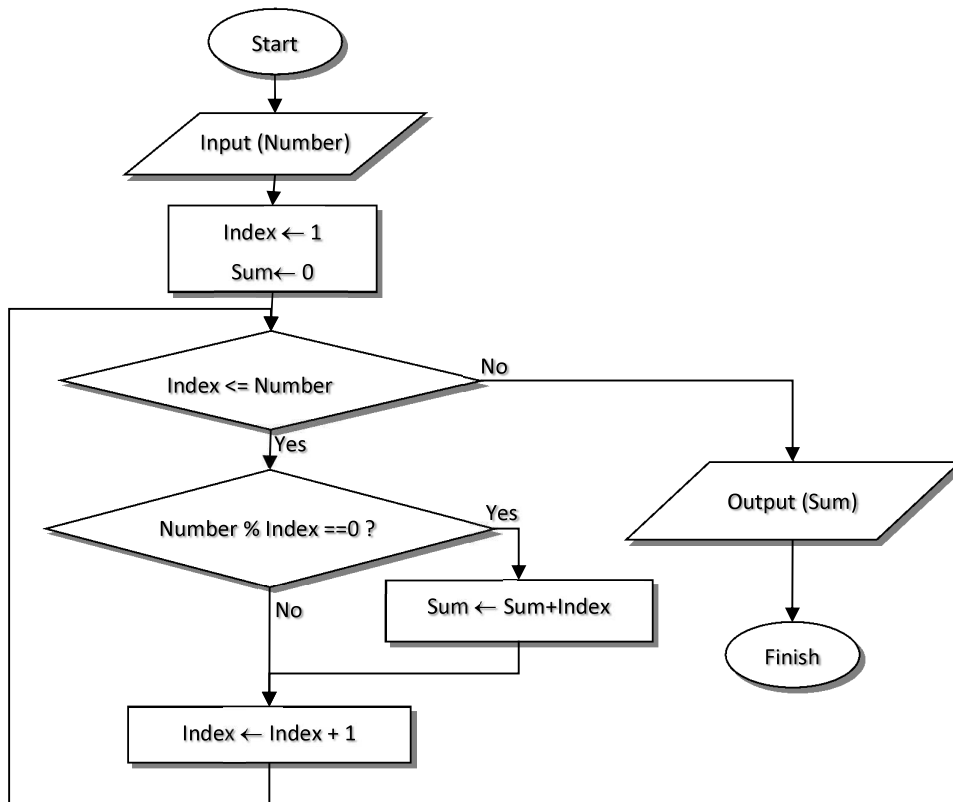 Start
Input (Number)
Index ← 1
Sum← 0
Index <= Number
No
Yes
Number % Index ==0 ?
Yes
No
Sum ← Sum+Index
Index ← Index + 1
Output (Sum)
Finish